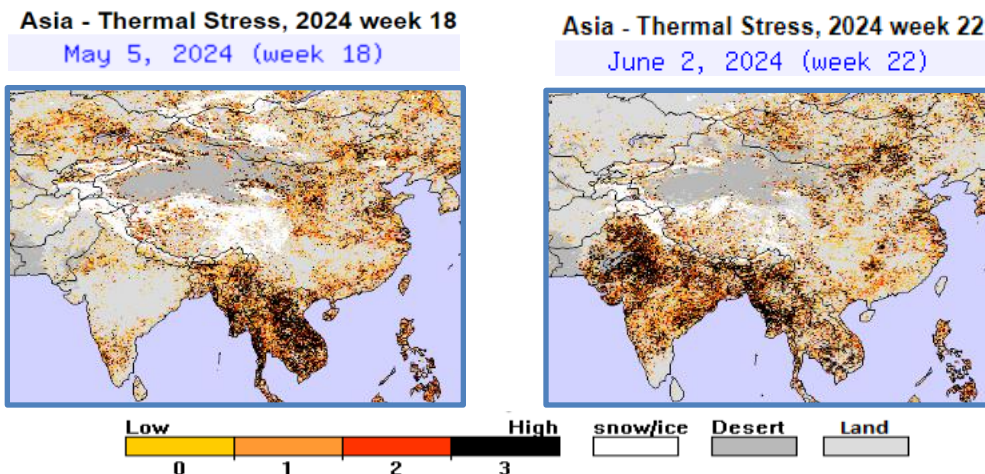 Asia - Thermal Stress, 2024 week 18
May 5, 2024 (week 18)
Asia - Thermal Stress, 2024 week 22
June 2, 2024 (week 22)
Low High snow/ice Desert Land
0 1 2 3